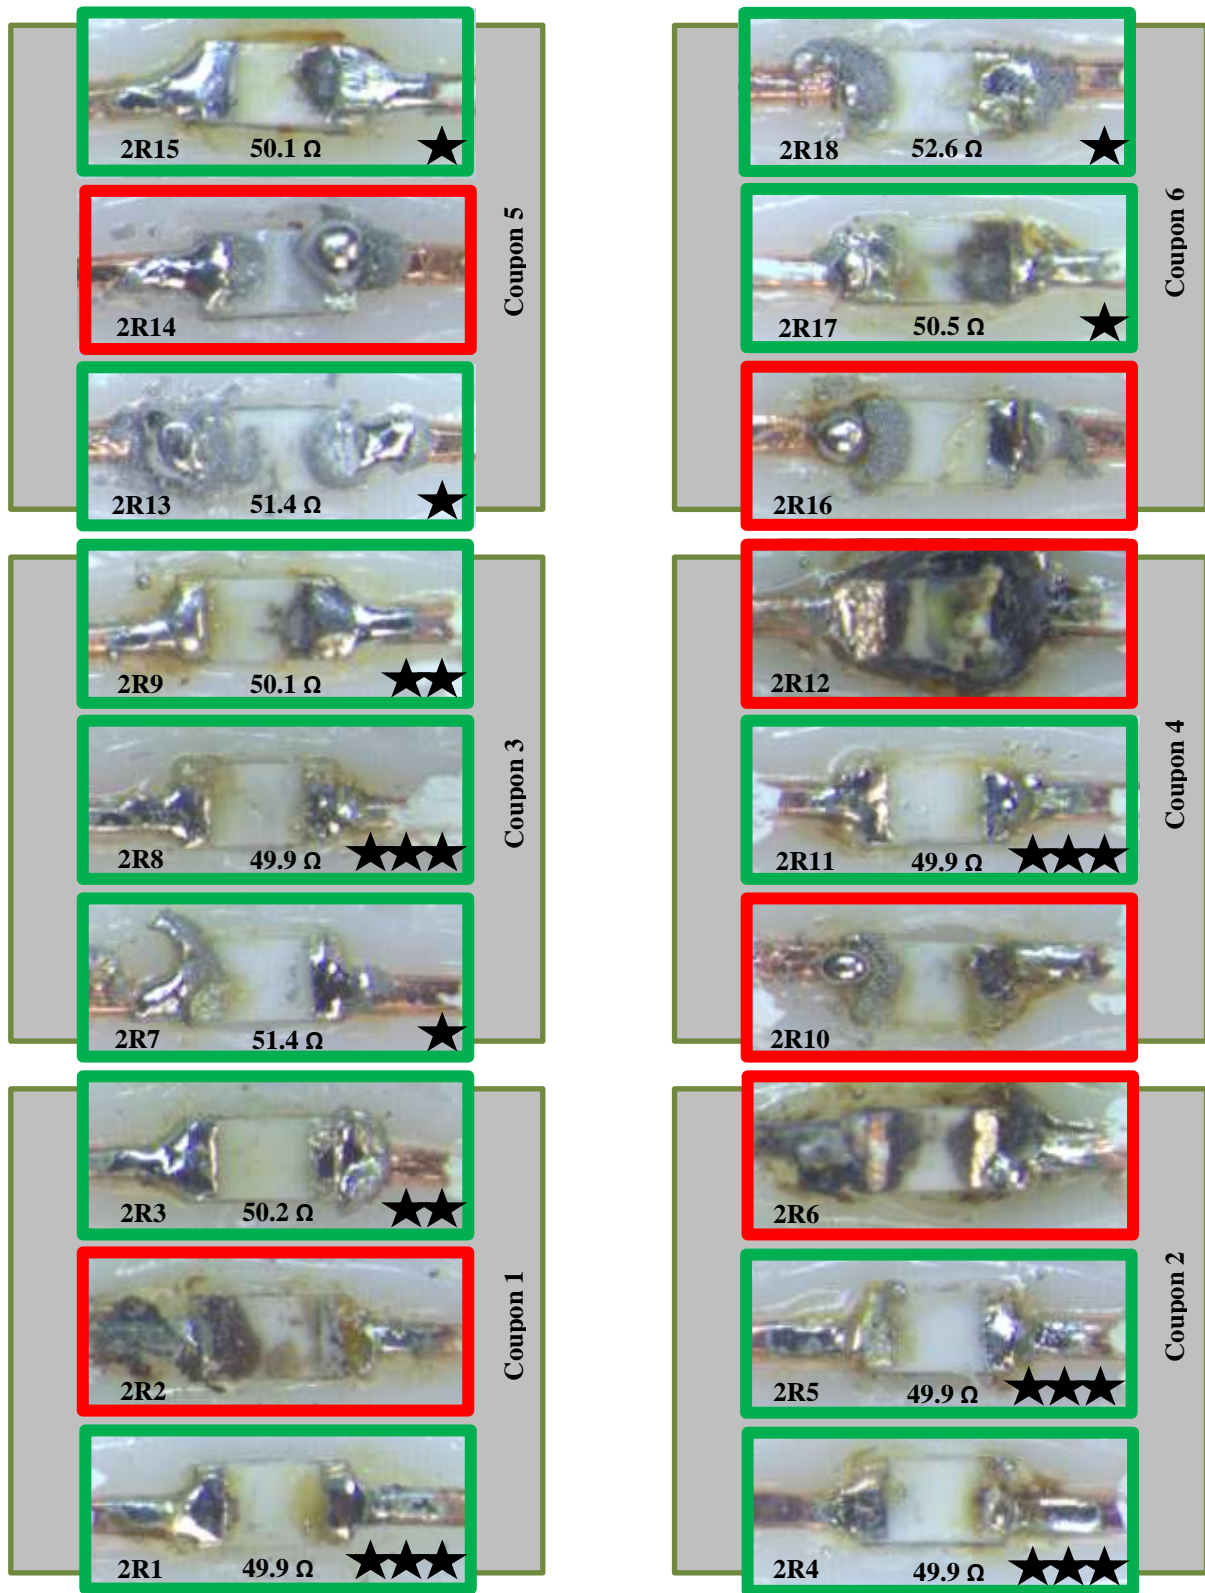 2R15 50.1 Ω
2R14
2R13 51.4 Ω
Coupon 5
2R9 50.1 Ω
2R8 49.9 Ω
2R7 51.4 Ω
Coupon 3
2R3 50.2 Ω
2R2
2R1 49.9 Ω
Coupon 1
2R18 52.6 Ω
2R17 50.5 Ω
2R16
Coupon 6
2R12
2R11 49.9 Ω
2R10
Coupon 4
2R6
2R5 49.9 Ω
2R4 49.9 Ω
Coupon 2